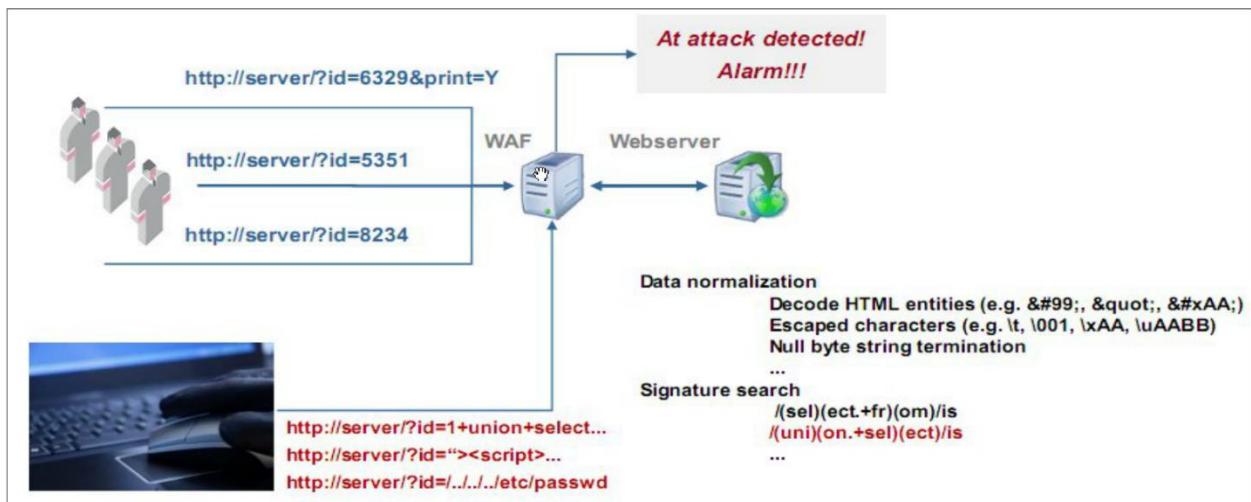 At attack detected!
Alarm!!!
http://server/?id=6329&print=Y
WAF
Webserver
http://server/?id=5351
http://server/?id=8234
Data normalization
Decode HTML entities (e.g. &#99;, &quot;, &#xAA;)
Escaped characters (e.g. \t, \001, \xAA, \uAABB)
Null byte string termination
...
Signature search
/(sel)(ect.+fr)(om)/is
/(uni)(on.+sel)(ect)/is
...
http://server/?id=1+union+select...
http://server/?id=“><script>...
http://server/?id=/../../../etc/passwd